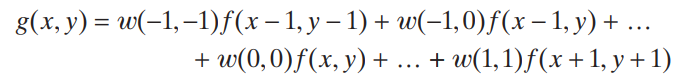 g(x, y) = w(−1,−1)f(x − 1, y − 1) + w(−1,0)f(x − 1, y) + …
+ w(0,0)f(x, y) + … + w(1,1)f(x + 1, y + 1)